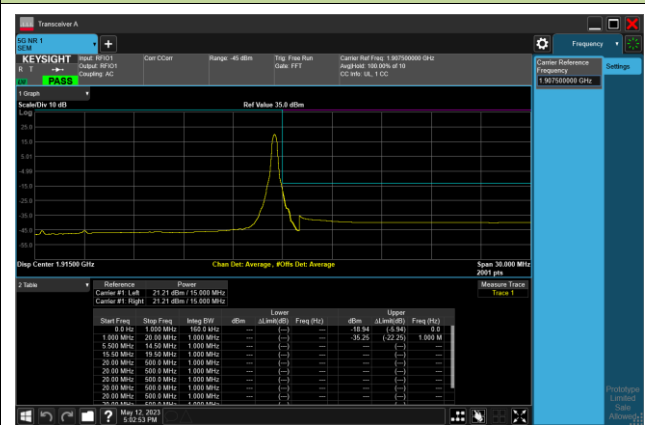 Transceiver A
5G NR 1
SEM
Frequency
KEYSIGHT
R T
PASS
Input: RFIO1
Output: RFIO1
Coupling: AC
Corr CCorr
Range: -45 dBm
Trig: Free Run
Gate: FFT
Carrier Ref Freq: 1.907500000 GHz
Avg|Hold: 100.00% of 10
CC Info: UL, 1 CC
Carrier Reference
Frequency
1.907500000 GHz
Settings
1 Graph
Scale/Div 10 dB
Ref Value 35.0 dBm
Log
25.0
15.0
5.01
-4.99
-15.0
-25.0
-35.0
-45.0
-55.0
Disp Center 1.91500 GHz
Chan Det: Average, #Offs Det: Average
Span 30.000 MHz
2001 pts
2 Table
Reference Power
Carrier #1: Left 21.21 dBm / 15.000 MHz
Carrier #1: Right 21.21 dBm / 15.000 MHz
Measure Trace
Trace 1
Lower Upper
Start Freq Stop Freq Integ BW dBm ΔLimit(dB) Freq (Hz) dBm ΔLimit(dB) Freq (Hz)
0.0 Hz 1.000 MHz 160.0 kHz --- (---) --- -18.94 (-5.94) 0.0
1.000 MHz 20.00 MHz 1.000 MHz --- (---) --- -35.25 (-22.25) 1.000 M
5.500 MHz 14.50 MHz 1.000 MHz --- (---) --- --- (---) ---
15.50 MHz 19.50 MHz 1.000 MHz --- (---) --- --- (---) ---
20.00 MHz 500.0 MHz 1.000 MHz --- (---) --- --- (---) ---
20.00 MHz 500.0 MHz 1.000 MHz --- (---) --- --- (---) ---
20.00 MHz 500.0 MHz 1.000 MHz --- (---) --- --- (---) ---
20.00 MHz 500.0 MHz 1.000 MHz --- (---) --- --- (---) ---
20.00 MHz 500.0 MHz 1.000 MHz --- (---) --- --- (---) ---
Prototype
Limited
Sale
Allowed
May 12, 2023
5:02:53 PM